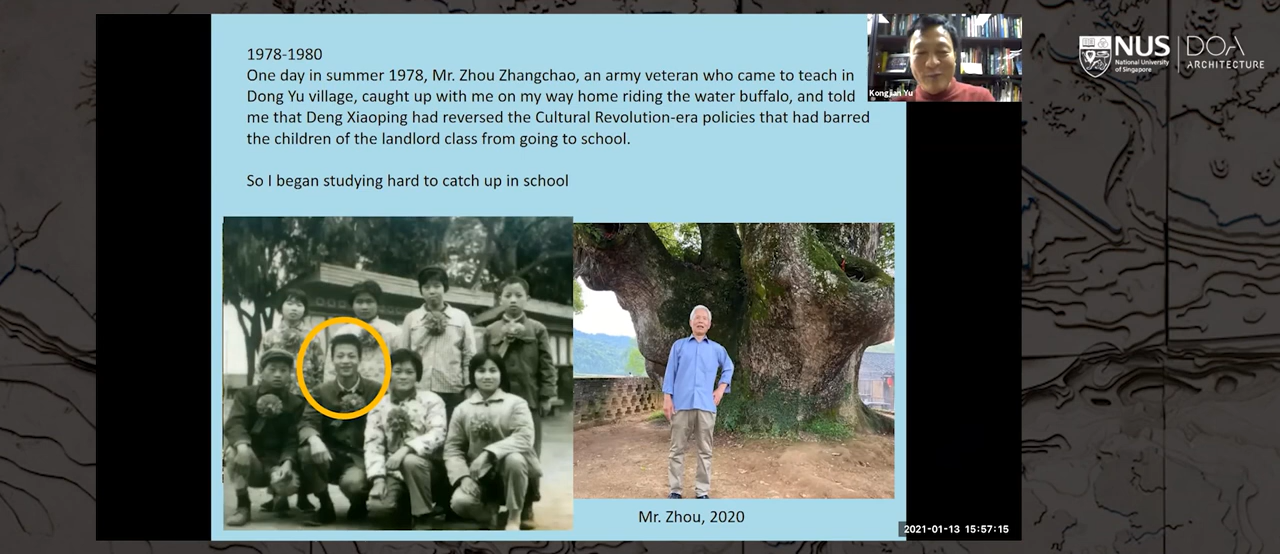 1978-1980
One day in summer 1978, Mr. Zhou Zhangchao, an army veteran who came to teach in
Dong Yu village, caught up with me on my way home riding the water buffalo, and told
me that Deng Xiaoping had reversed the Cultural Revolution-era policies that had barred
the children of the landlord class from going to school.
So I began studying hard to catch up in school
Kongjian Yu
NUS
National University
of Singapore
DOA
ARCHITECTURE
Mr. Zhou, 2020
2021-01-13 15:57:15